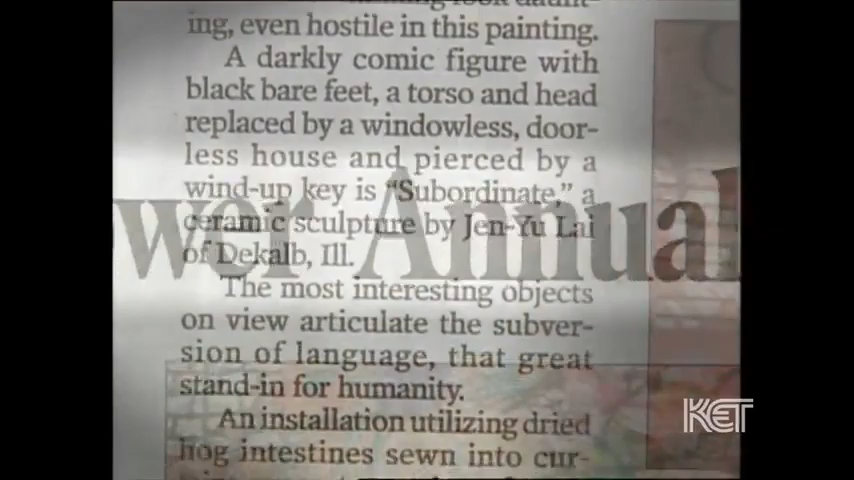 ing, even hostile in this painting.
A darkly comic figure with
black bare feet, a torso and head
replaced by a windowless, door-
less house and pierced by a
wind-up key is “Subordinate,” a
ceramic sculpture by Jen-Yu Lai
of Dekalb, Ill.
The most interesting objects
on view articulate the subver-
sion of language, that great
stand-in for humanity.
An installation utilizing dried
hog intestines sewn into cur-
wer Annual
KET